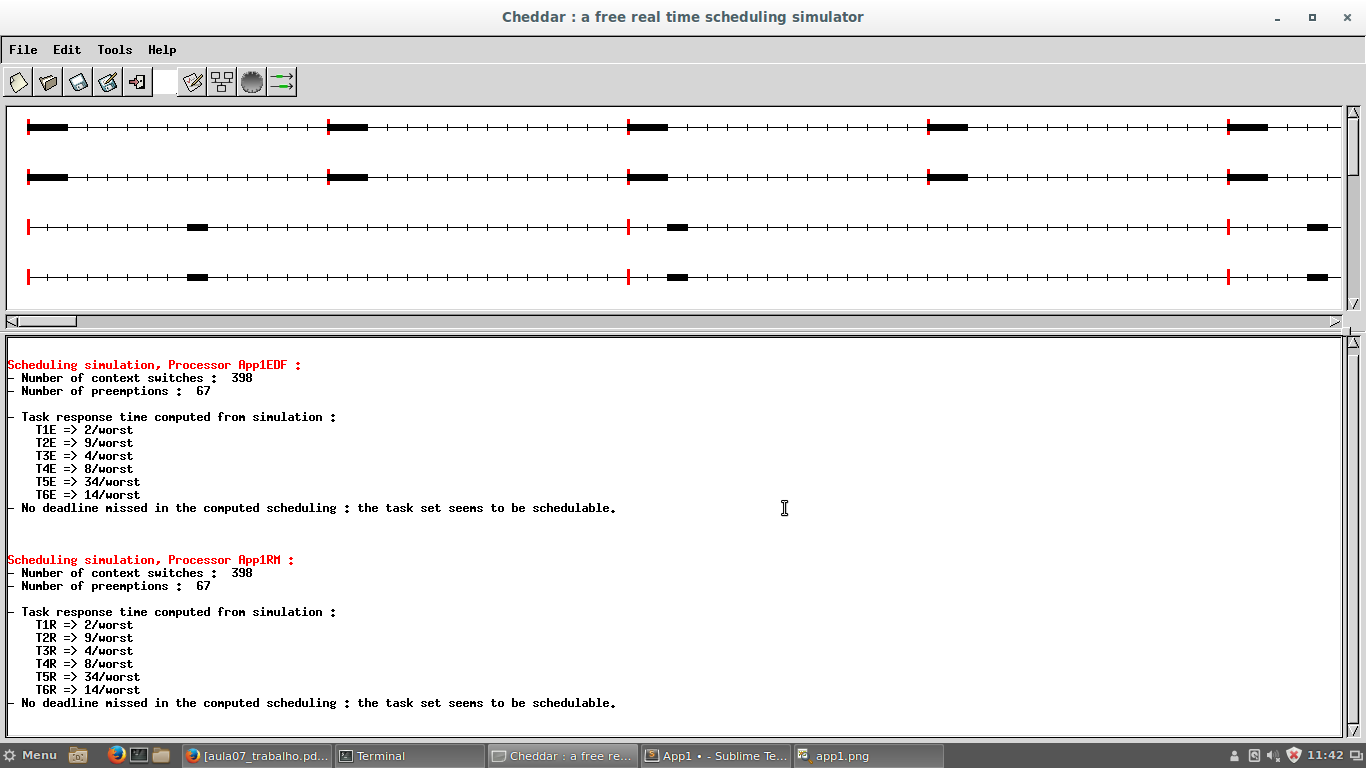 Cheddar : a free real time scheduling simulator
File Edit Tools Help
Scheduling simulation, Processor App1EDF :
- Number of context switches :  398
- Number of preemptions :  67
- Task response time computed from simulation :
T1E => 2/worst
T2E => 9/worst
T3E => 4/worst
T4E => 8/worst
T5E => 34/worst
T6E => 14/worst
- No deadline missed in the computed scheduling : the task set seems to be schedulable.
Scheduling simulation, Processor App1RM :
- Number of context switches :  398
- Number of preemptions :  67
- Task response time computed from simulation :
T1R => 2/worst
T2R => 9/worst
T3R => 4/worst
T4R => 8/worst
T5R => 34/worst
T6R => 14/worst
- No deadline missed in the computed scheduling : the task set seems to be schedulable.
Menu [aula07_trabalho.pd... Terminal Cheddar : a free re... App1 • - Sublime Te... app1.png 11:42